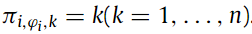 π_{i,φ_i,k} = k(k = 1, . . . , n)